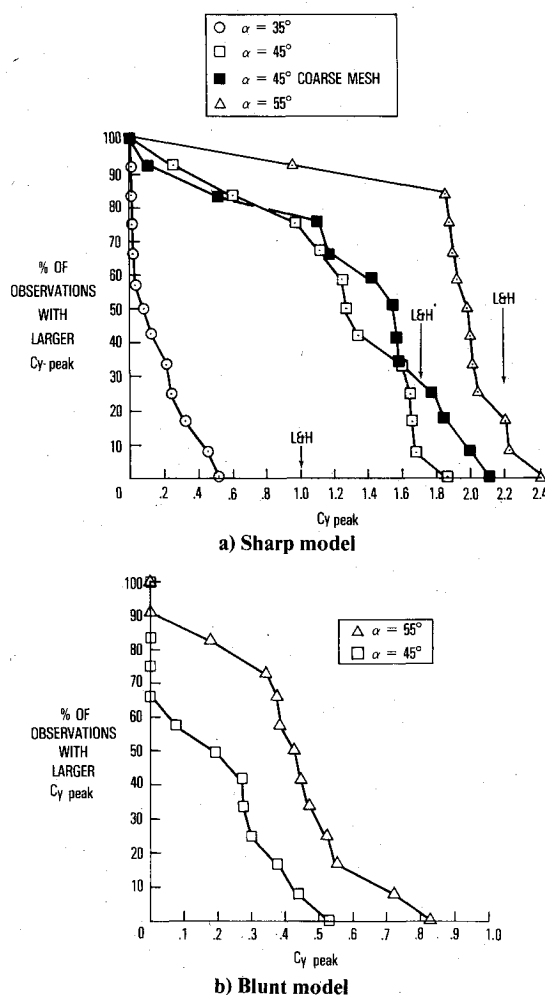 α = 35°
α = 45°
α = 45° COARSE MESH
α = 55°
100
90
80
70
60
50
40
30
20
10
% OF
OBSERVATIONS
WITH
LARGER
Cy peak
L&H
L&H
L&H
0 .2 .4 .6 .8 1.0 1.2 1.4 1.6 1.8 2.0 2.2 2.4
Cy peak
a) Sharp model
α = 55°
α = 45°
100
90
80
70
60
50
40
30
20
10
% OF
OBSERVATIONS
WITH
LARGER
Cy peak
0 .1 .2 .3 .4 .5 .6 .7 .8 0.9 1.0
Cy peak
b) Blunt model